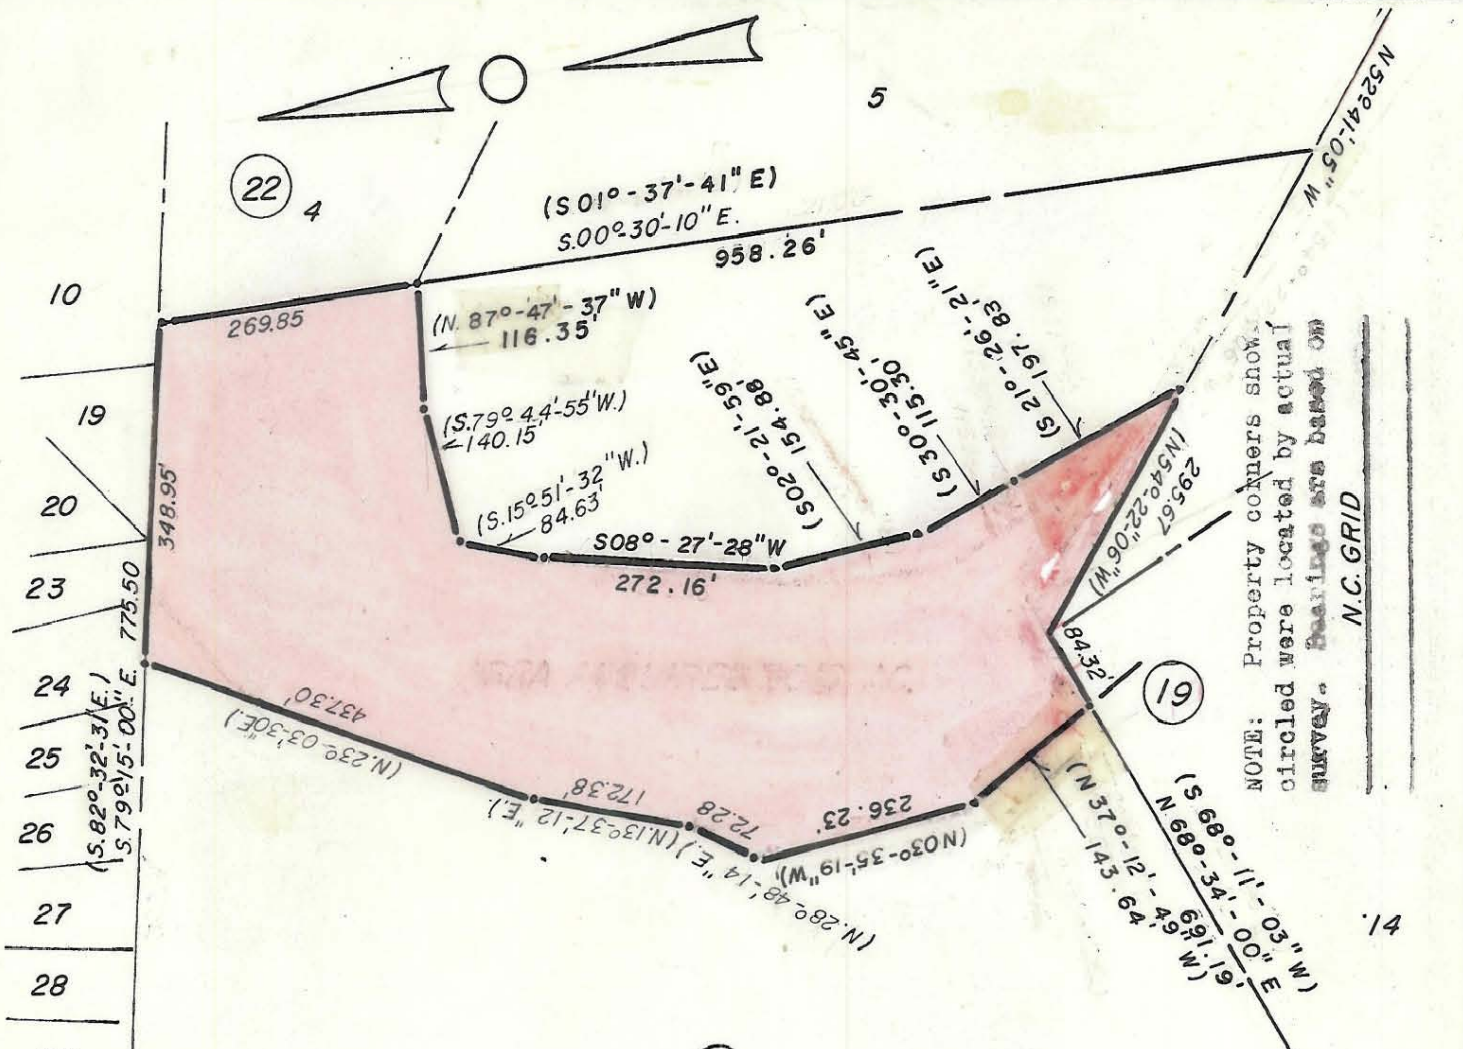 5
N52°41'-05" W
22
4
(S 01°-37'-41" E)
S.00°-30'-10" E.
958.26'
10
269.85
(N. 87°-47'-37" W)
116.35'
(S.79°44'-55"W.)
140.15'
(S.15°51'-32"W.)
84.63'
S08°-27'-28"W
272.16'
(S02°-21'-59"E)
154.88'
(S 30°-30'-45" E)
115.30'
(S 21°-26'-21" E)
197.83'
295.67
(N54°-22'-06"W)
84.32'
19
20
23
24
25
26
27
28
348.95'
775.50
(S.82°-32'-31"E.)
S.79°15'-00" E.
437.30'
(N.23°-03'-30"E.)
172.38'
(N.13°-37'-12"E.)
72.28
(N.28°-48'-14"E.)
236.23'
(N03°-35'-19"W)
(N 37°-12'-49" W)
143.64'
19
(S 68°-11'-03" W)
N 68°-34'-00" E
691.19'
14
NOTE: Property corners show
circled were located by actual
survey. Bearings are based on
N.C. GRID